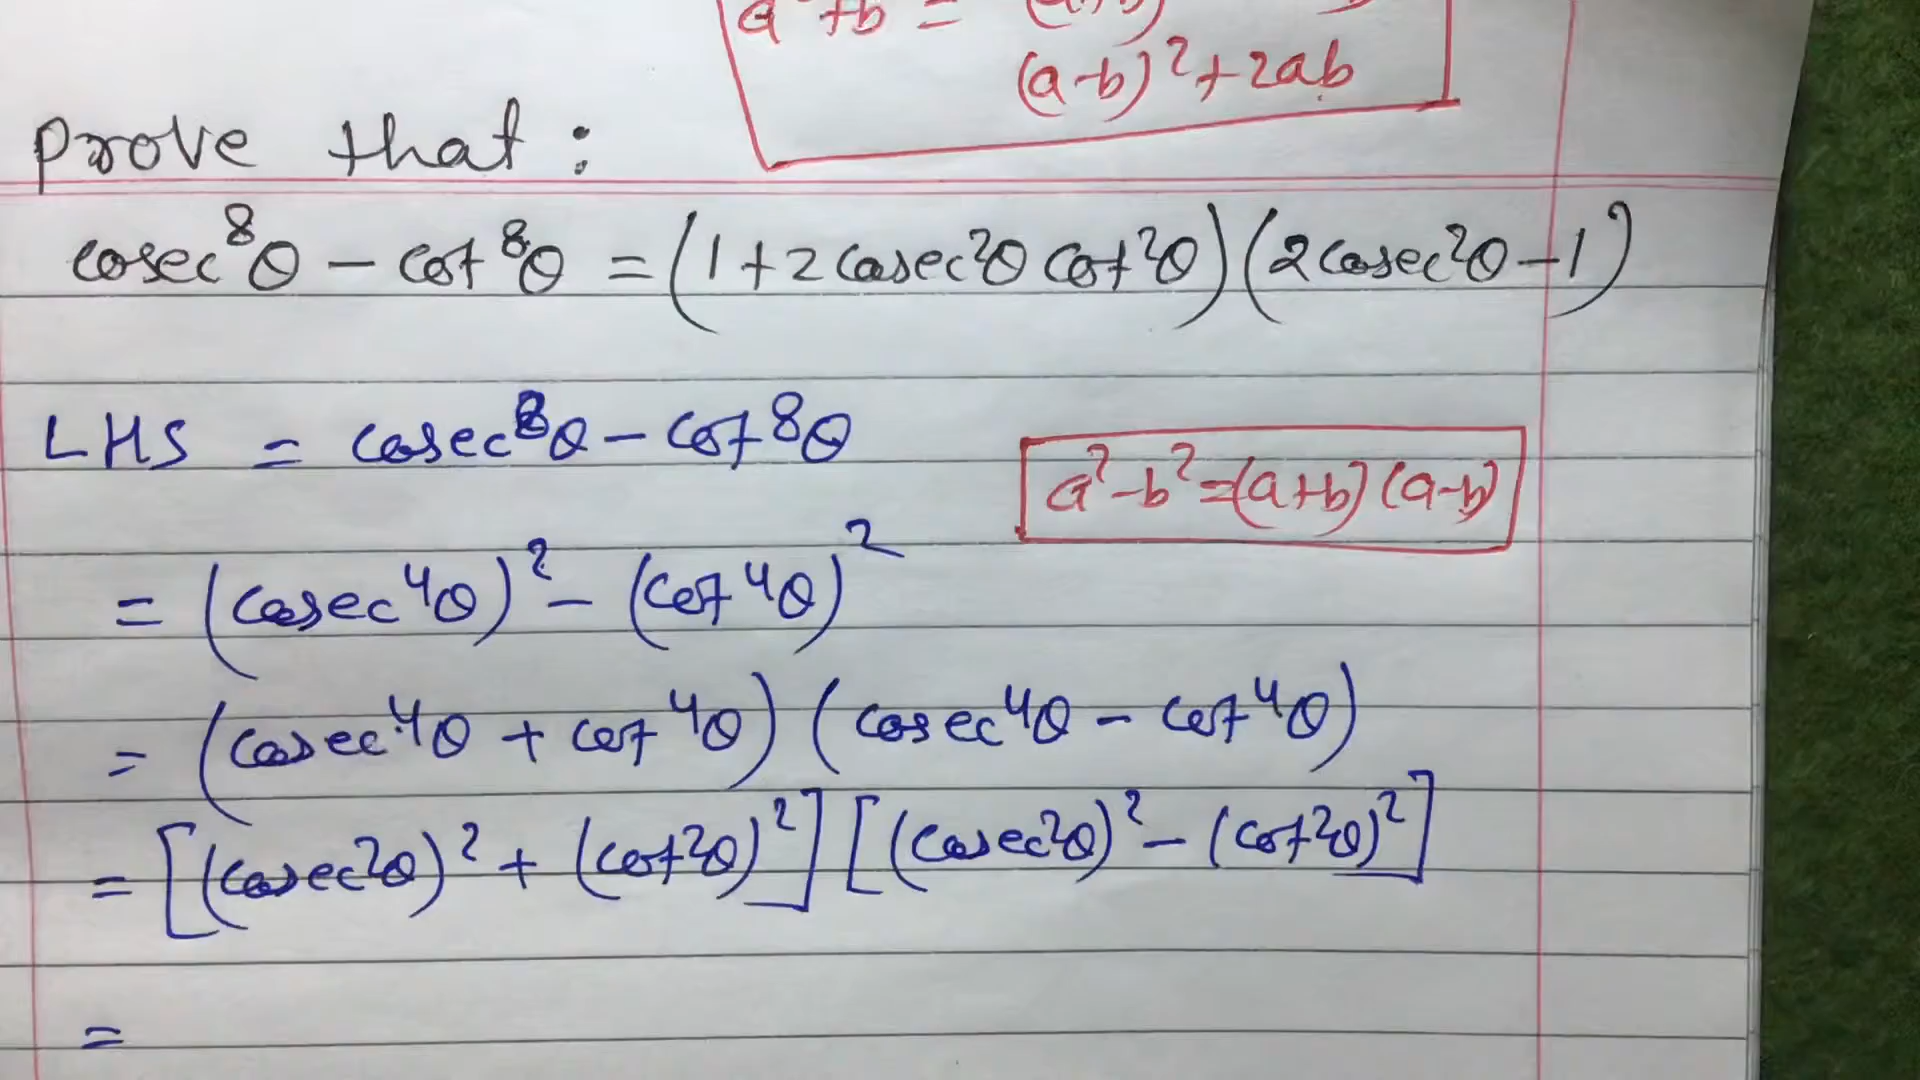 (a-b)²+2ab
Prove that :
cosec⁸θ - cot⁸θ = (1+2cosec²θ cot²θ)(2cosec²θ-1)
LHS = cosec⁸θ - cot⁸θ
a²-b²=(a+b)(a-b)
= (cosec⁴θ)² - (cot⁴θ)²
= (cosec⁴θ + cot⁴θ)(cosec⁴θ - cot⁴θ)
= [(cosec²θ)² + (cot²θ)²][(cosec²θ)² - (cot²θ)²]
=